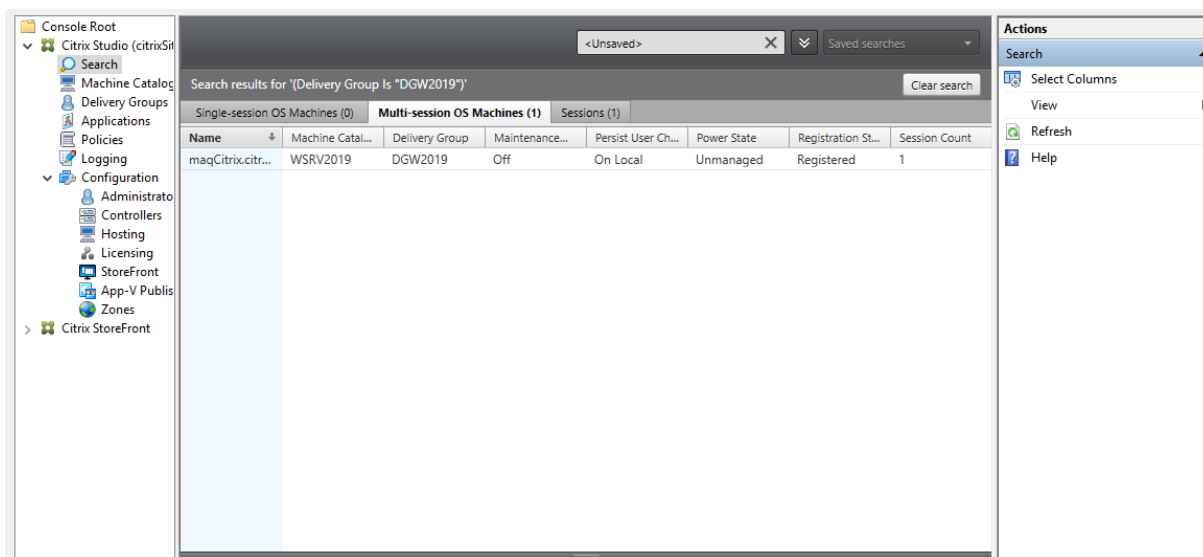 Console Root
Citrix Studio (citrixSit
Search
Machine Catalog
Delivery Groups
Applications
Policies
Logging
Configuration
Administrato
Controllers
Hosting
Licensing
StoreFront
App-V Publis
Zones
Citrix StoreFront
<Unsaved>
Saved searches
Search results for '(Delivery Group Is "DGW2019")'
Clear search
Single-session OS Machines (0) Multi-session OS Machines (1) Sessions (1)
Name Machine Catal... Delivery Group Maintenance... Persist User Ch... Power State Registration St... Session Count
maqCitrix.citr... WSRV2019 DGW2019 Off On Local Unmanaged Registered 1
Actions
Search
Select Columns
View
Refresh
Help